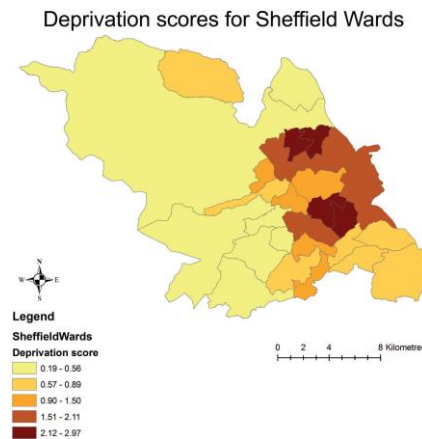 Deprivation scores for Sheffield Wards
N
W E
S
Legend
SheffieldWards
Deprivation score
0.19 - 0.56
0.57 - 0.89
0.90 - 1.50
1.51 - 2.11
2.12 - 2.97
0 2 4 8 Kilometres